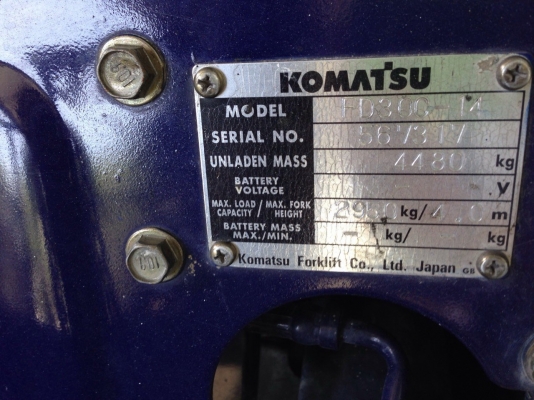 KOMATSU
MODEL
SERIAL NO.
UNLADEN MASS 4480 kg
BATTERY
VOLTAGE V
MAX. LOAD / MAX. FORK
CAPACITY / HEIGHT kg/ m
BATTERY MASS
MAX./MIN. - kg/ kg
Komatsu Forklift Co., Ltd. Japan GB